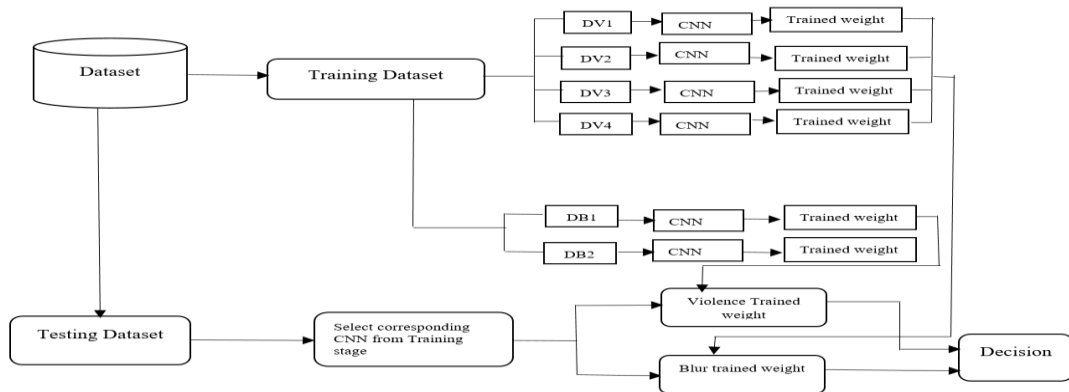 DV1
CNN
Trained weight
DV2
CNN
Trained weight
Dataset
Training Dataset
DV3
CNN
Trained weight
DV4
CNN
Trained weight
DB1
CNN
Trained weight
DB2
CNN
Trained weight
Testing Dataset
Select corresponding
CNN from Training
stage
Violence Trained
weight
Blur trained weight
Decision